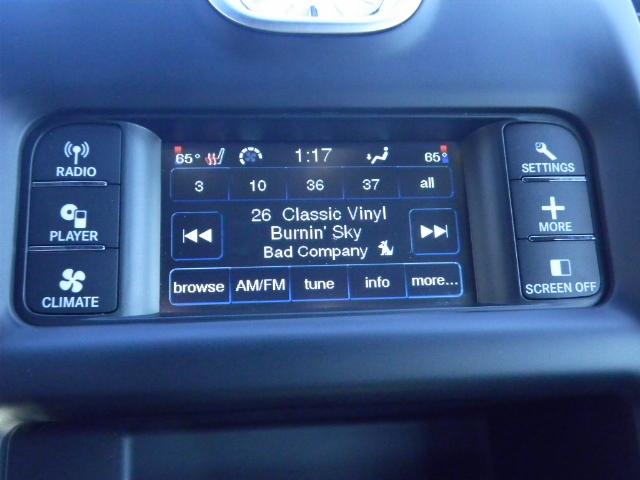 RADIO
PLAYER
CLIMATE
65° 1:17 65°
3 10 36 37 all
26 Classic Vinyl
Burnin' Sky
Bad Company
browse AM/FM tune info more...
SETTINGS
MORE
SCREEN OFF